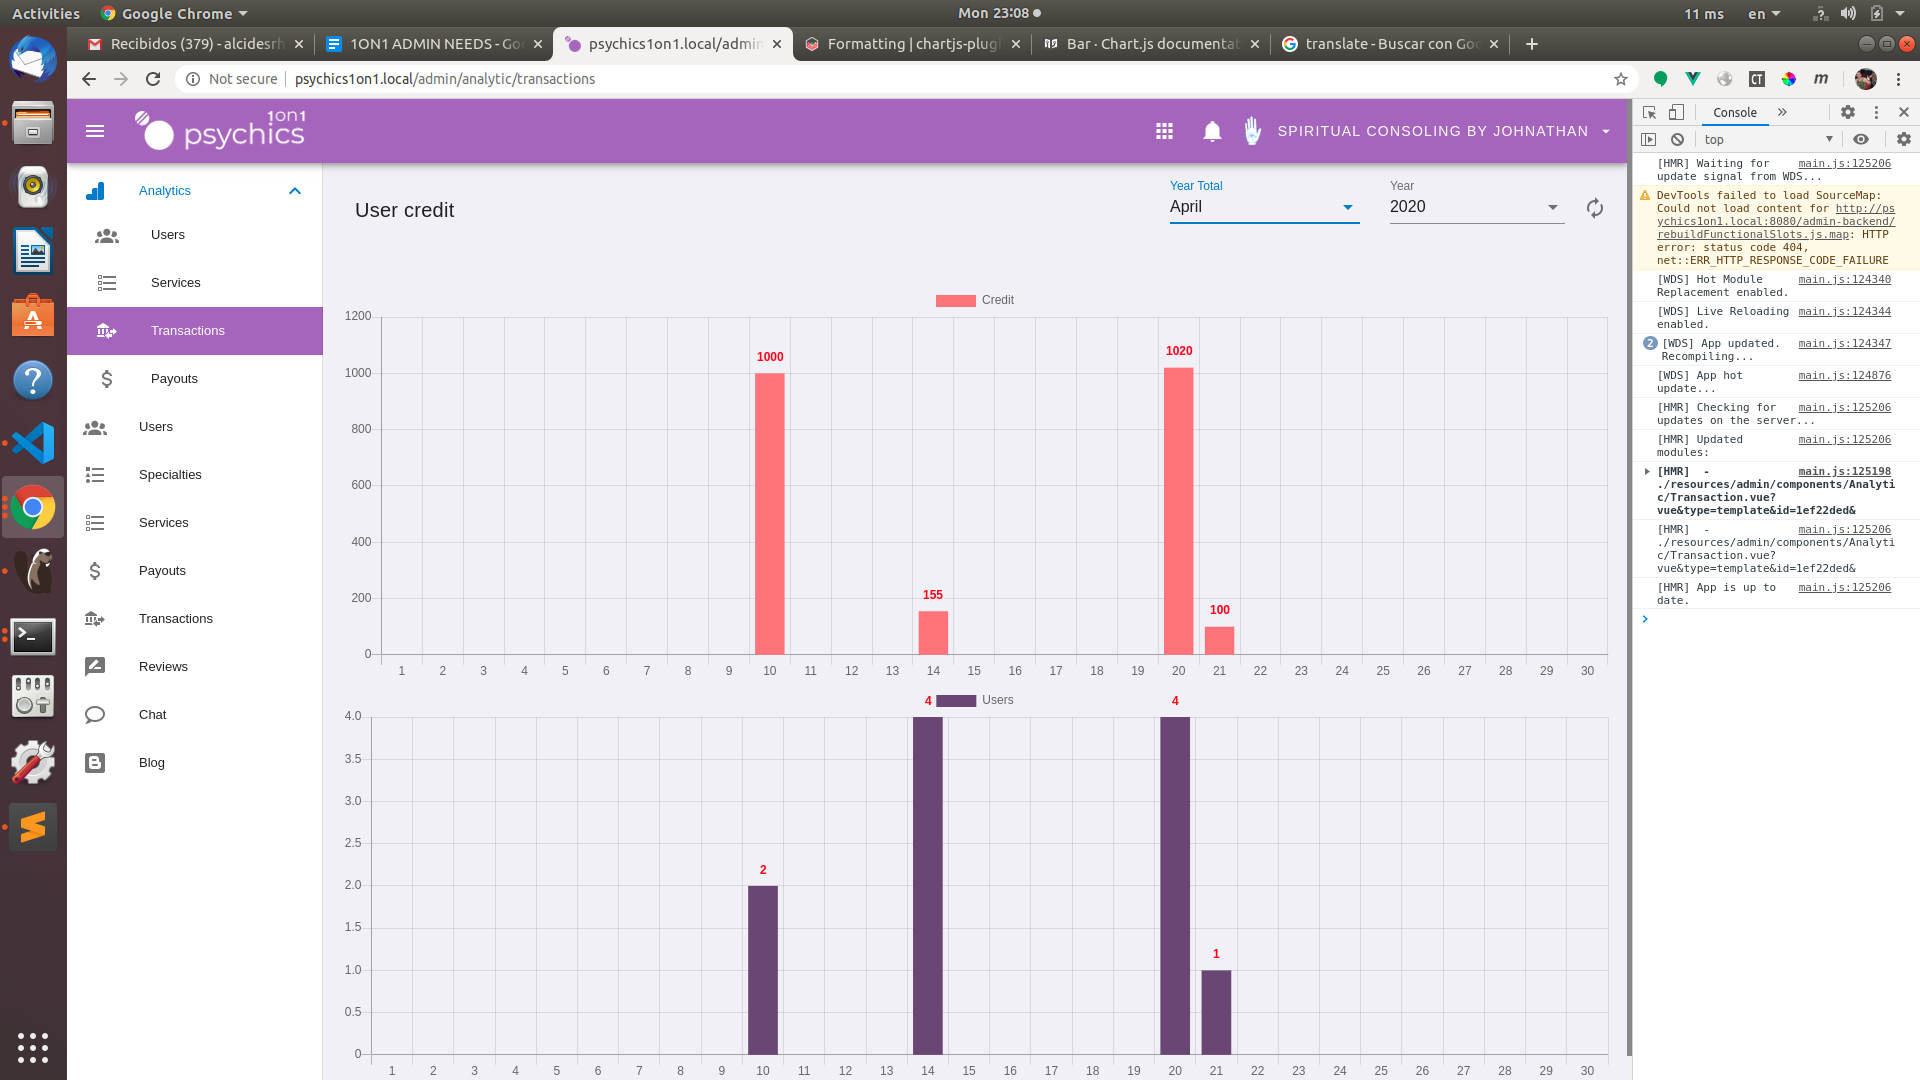 Activities
Google Chrome
Mon 23:08
11 ms
en
Recibidos (379) - alcidesrh
1ON1 ADMIN NEEDS - Goo
psychics1on1.local/admin
Formatting | chartjs-plugi
Bar · Chart.js documentat
translate - Buscar con Goo
Not secure
psychics1on1.local/admin/analytic/transactions
1on1
psychics
SPIRITUAL CONSOLING BY JOHNATHAN
Analytics
Users
Services
Transactions
Payouts
Users
Specialties
Services
Payouts
Transactions
Reviews
Chat
Blog
User credit
Year Total
April
Year
2020
Credit
1200
1000
800
600
400
200
0
1000
155
1020
100
1 2 3 4 5 6 7 8 9 10 11 12 13 14 15 16 17 18 19 20 21 22 23 24 25 26 27 28 29 30
Users
4.0
3.5
3.0
2.5
2.0
1.5
1.0
0.5
0
2
4
4
1
1 2 3 4 5 6 7 8 9 10 11 12 13 14 15 16 17 18 19 20 21 22 23 24 25 26 27 28 29 30
CT
m
Console
top
[HMR] Waiting for main.js:125206
update signal from WDS...
DevTools failed to load SourceMap:
Could not load content for http://ps
ychics1on1.local:8080/admin-backend/
rebuildFunctionalSlots.js.map: HTTP
error: status code 404,
net::ERR_HTTP_RESPONSE_CODE_FAILURE
[WDS] Hot Module main.js:124340
Replacement enabled.
[WDS] Live Reloading main.js:124344
enabled.
2 [WDS] App updated. main.js:124347
Recompiling...
[WDS] App hot main.js:124876
update...
[HMR] Checking for main.js:125206
updates on the server...
[HMR] Updated main.js:125206
modules:
[HMR]  - main.js:125198
./resources/admin/components/Analyti
c/Transaction.vue?
vue&type=template&id=1ef22ded&
[HMR]  - main.js:125206
./resources/admin/components/Analyti
c/Transaction.vue?
vue&type=template&id=1ef22ded&
[HMR] App is up to main.js:125206
date.